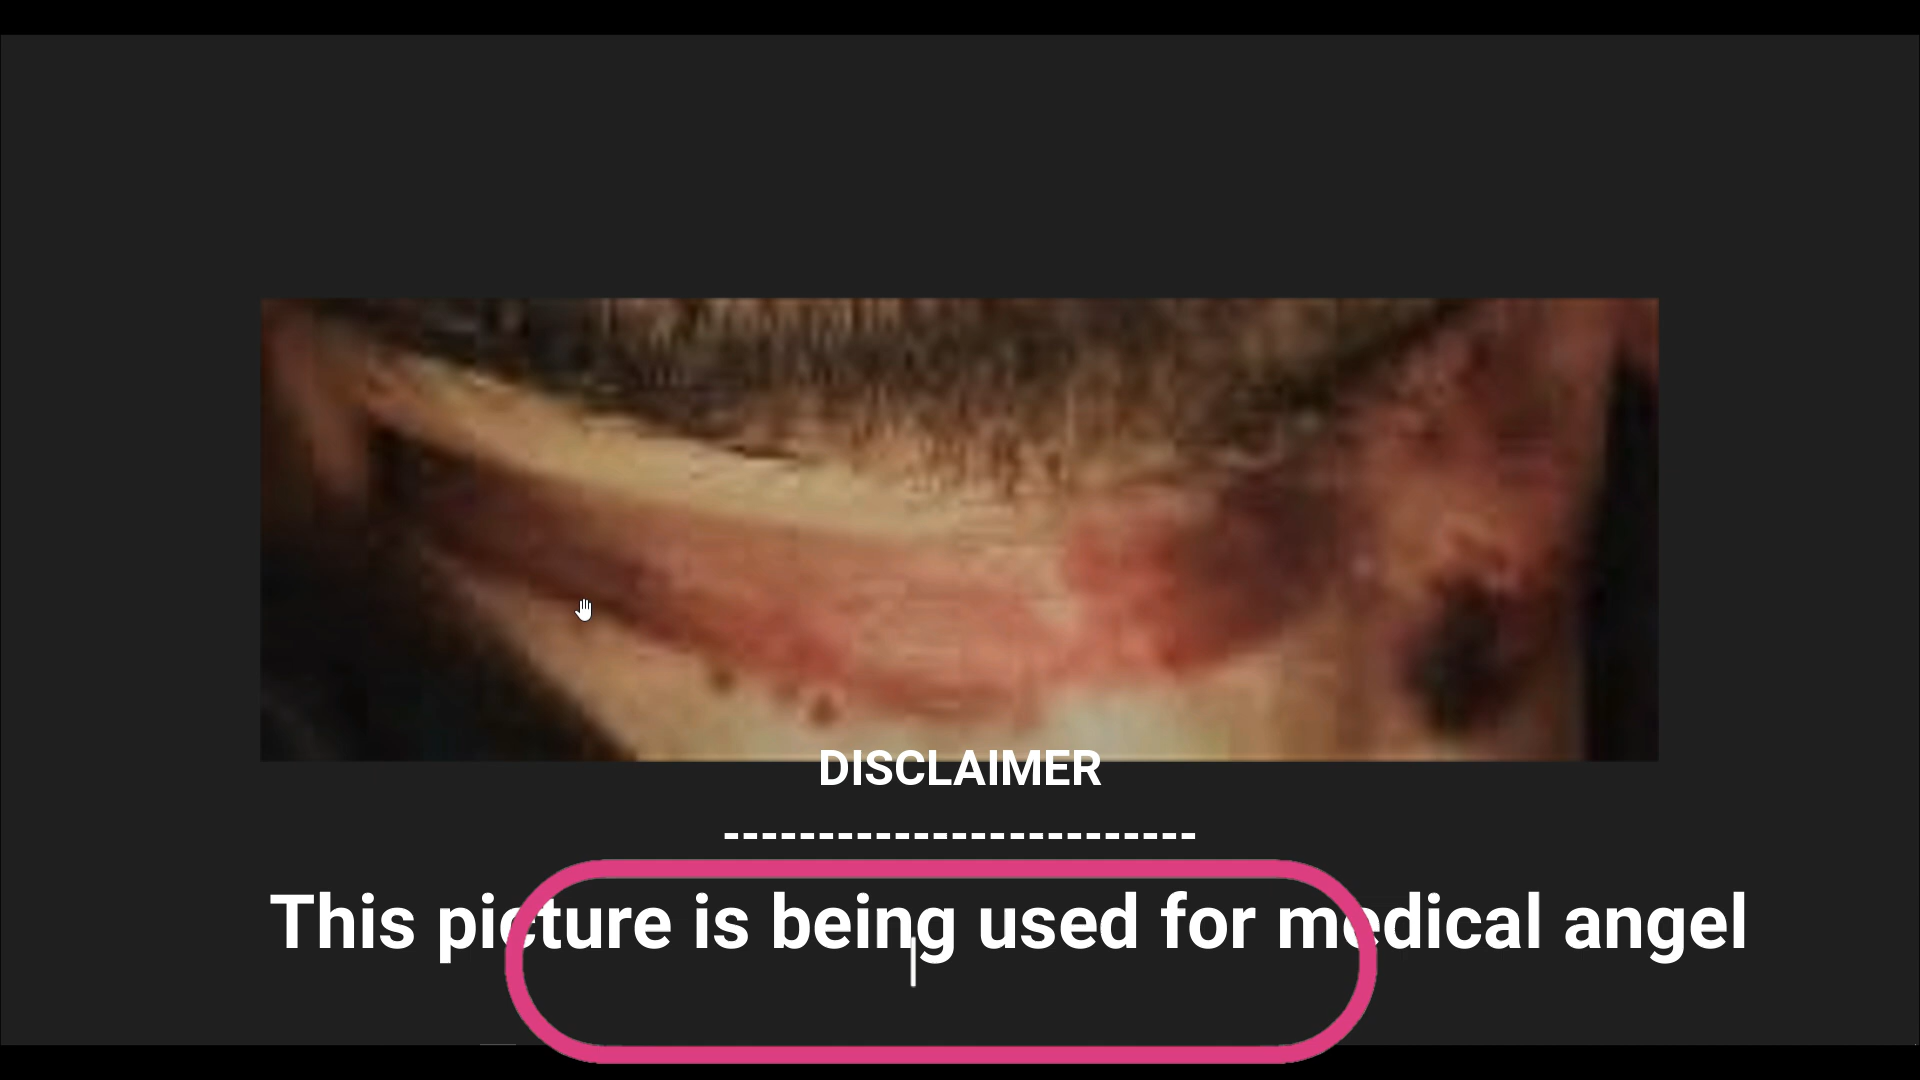 DISCLAIMER
-------------------------
This picture is being used for medical angel